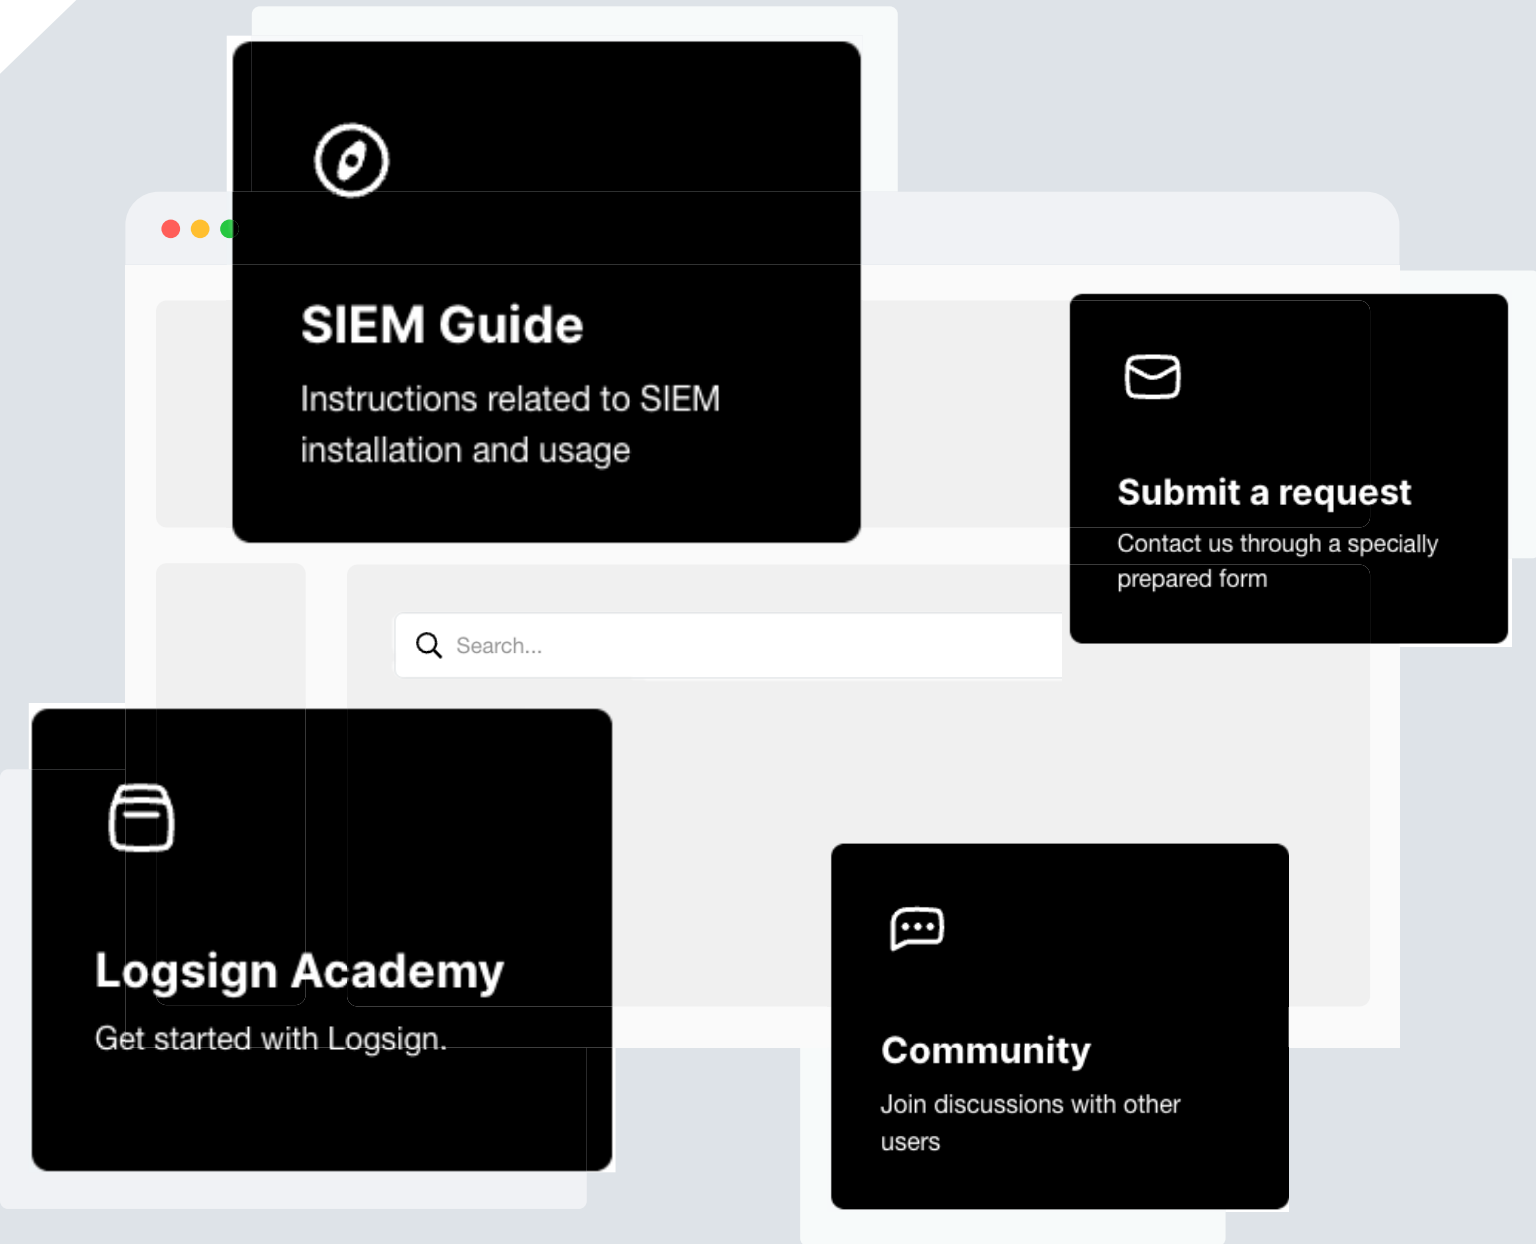 SIEM Guide
Instructions related to SIEM
installation and usage
Submit a request
Contact us through a specially
prepared form
Search...
Logsign Academy
Get started with Logsign.
Community
Join discussions with other
users